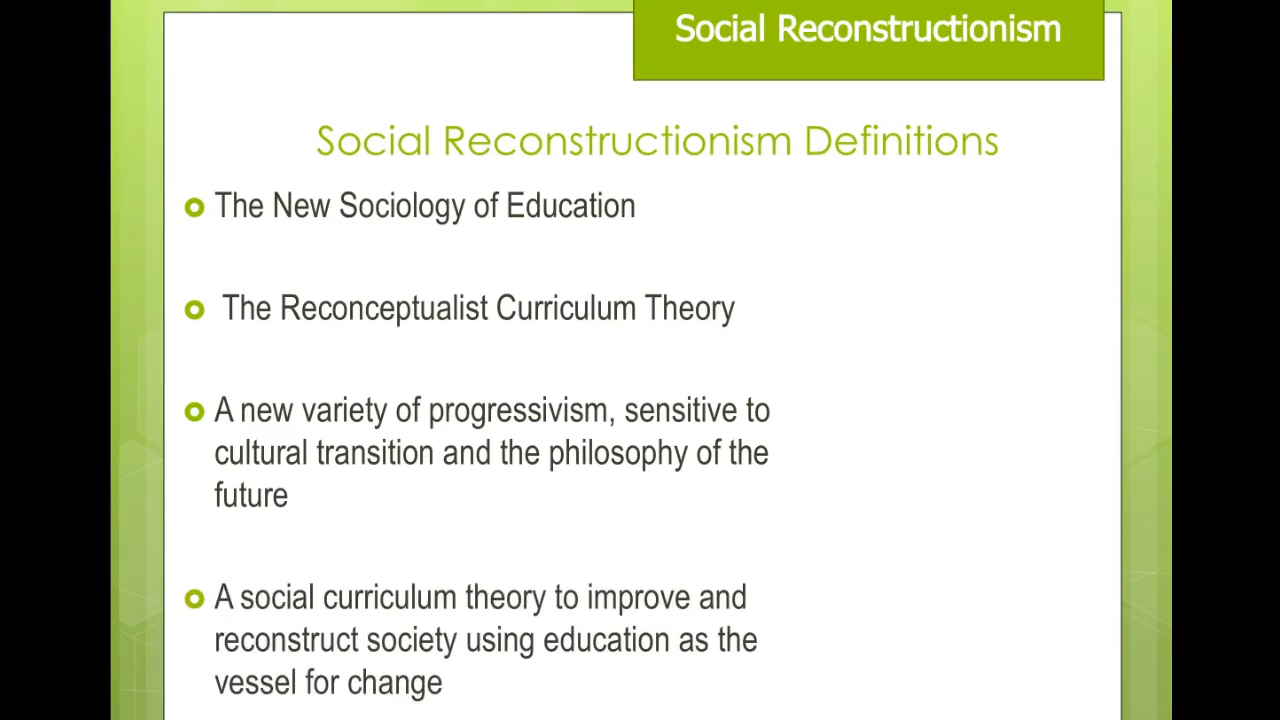 Social Reconstructionism
Social Reconstructionism Definitions
The New Sociology of Education
The Reconceptualist Curriculum Theory
A new variety of progressivism, sensitive to
cultural transition and the philosophy of the
future
A social curriculum theory to improve and
reconstruct society using education as the
vessel for change